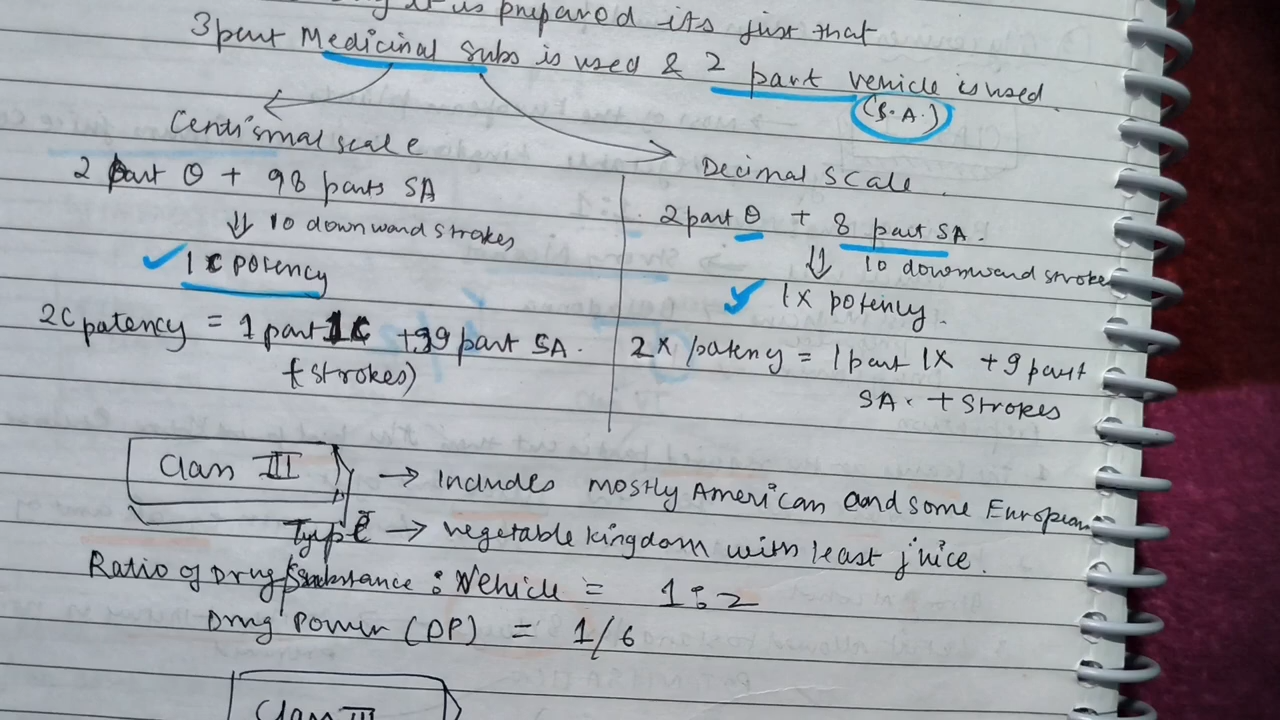 it is prepared its just that
3 part Medicinal subs is used & 2 part vehicle is used.
(S.A.)
Centismal scale
2 part θ + 98 parts SA
⇓ 10 downward strokes
1C potency
2C patency = 1 part 1C + 99 part SA.
(strokes)
Decimal scale.
2 part θ + 8 part SA.
⇓ 10 downward stroke
1X potency.
2X pateny = 1 part 1X + 9 part
SA. + strokes
Class III → Includes mostly American and some European
Type → vegetable kingdom with least juice.
Ratio of Drug substance : Vehicle = 1:2
Drug Power (DP) = 1/6
Class III